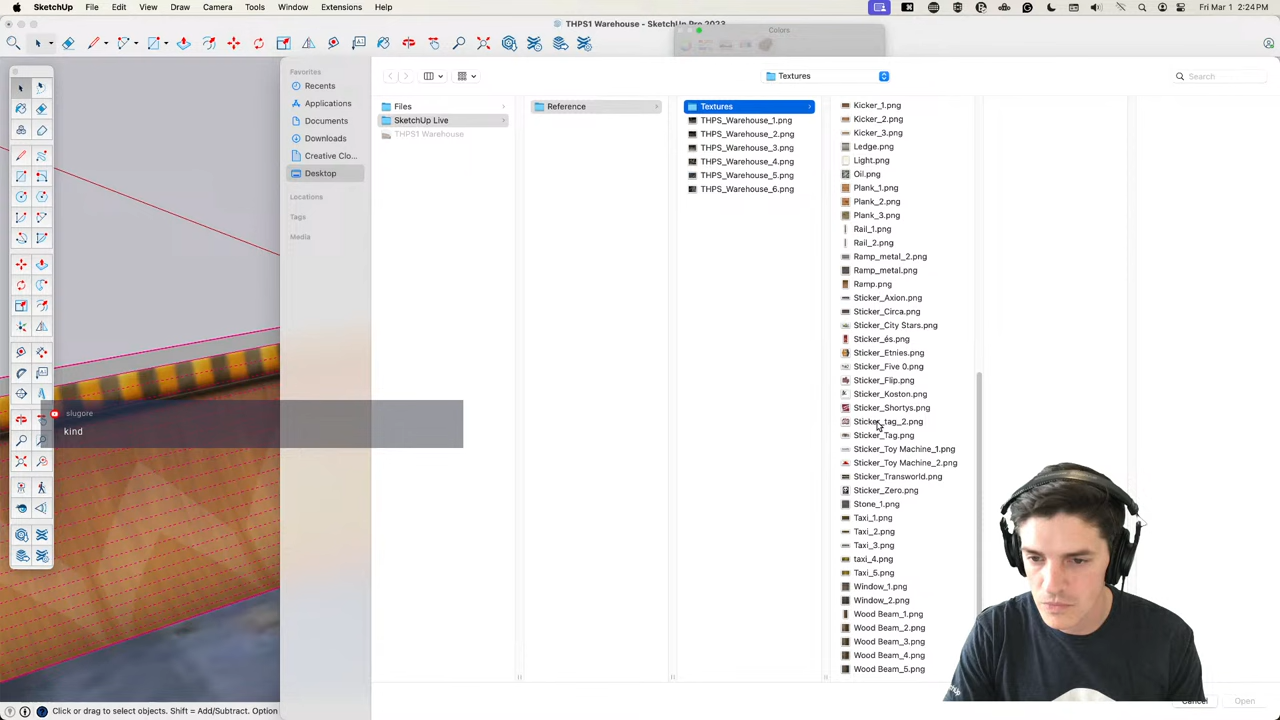 SketchUp File Edit View Camera Draw Tools Window Extensions Help Fri Mar 1 2:24 PM
THPS1 Warehouse - SketchUp Pro 2023
Colors
Favorites
Recents
Applications
Documents
Downloads
Creative Clo...
Desktop
Locations
Tags
Media
Textures
Search
Files
SketchUp Live
THPS1 Warehouse
Reference
Textures
THPS_Warehouse_1.png
THPS_Warehouse_2.png
THPS_Warehouse_3.png
THPS_Warehouse_4.png
THPS_Warehouse_5.png
THPS_Warehouse_6.png
Kicker_1.png
Kicker_2.png
Kicker_3.png
Ledge.png
Light.png
Oil.png
Plank_1.png
Plank_2.png
Plank_3.png
Rail_1.png
Rail_2.png
Ramp_metal_2.png
Ramp_metal.png
Ramp.png
Sticker_Axion.png
Sticker_Circa.png
Sticker_City Stars.png
Sticker_és.png
Sticker_Etnies.png
Sticker_Five 0.png
Sticker_Flip.png
Sticker_Koston.png
Sticker_Shortys.png
Sticker_tag_2.png
Sticker_Tag.png
Sticker_Toy Machine_1.png
Sticker_Toy Machine_2.png
Sticker_Transworld.png
Sticker_Zero.png
Stone_1.png
Taxi_1.png
Taxi_2.png
Taxi_3.png
taxi_4.png
Taxi_5.png
Window_1.png
Window_2.png
Wood Beam_1.png
Wood Beam_2.png
Wood Beam_3.png
Wood Beam_4.png
Wood Beam_5.png
slugore
kind
Cancel Open
Click or drag to select objects. Shift = Add/Subtract. Option